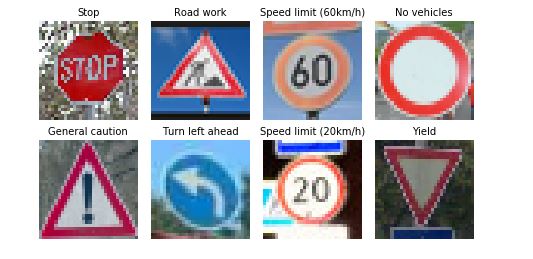 Stop
Road work
Speed limit (60km/h)
No vehicles
STOP
60
General caution
Turn left ahead
Speed limit (20km/h)
Yield
!
20